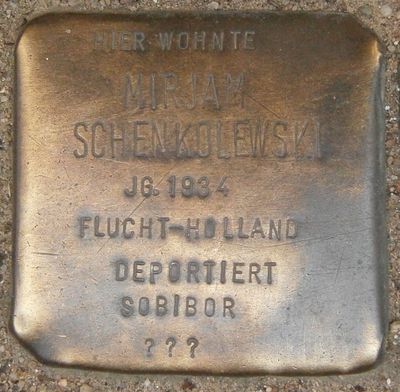 HIER WOHNTE
MIRJAM
SCHENKOLEWSKI
JG. 1934
FLUCHT-HOLLAND
DEPORTIERT
SOBIBOR
???